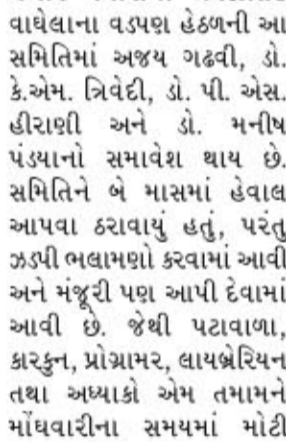 વાઘેલાના વડપણ હેઠળની આ
સમિતિમાં અજય ગઢવી, ડો.
કે.એમ. ત્રિવેદી, ડો. પી. એસ.
હીરાણી અને ડો. મનીષ
પંડયાનો સમાવેશ થાય છે.
સમિતિને બે માસમાં હેવાલ
આપવા ઠરાવાયું હતું, પરંતુ
ઝડપી ભલામણો કરવામાં આવી
અને મંજૂરી પણ આપી દેવામાં
આવી છે. જેથી પટાવાળા,
કારકુન, પ્રોગ્રામર, લાયબ્રેરિયન
તથા અધ્યાકો એમ તમામને
મોંઘવારીના સમયમાં મોટી